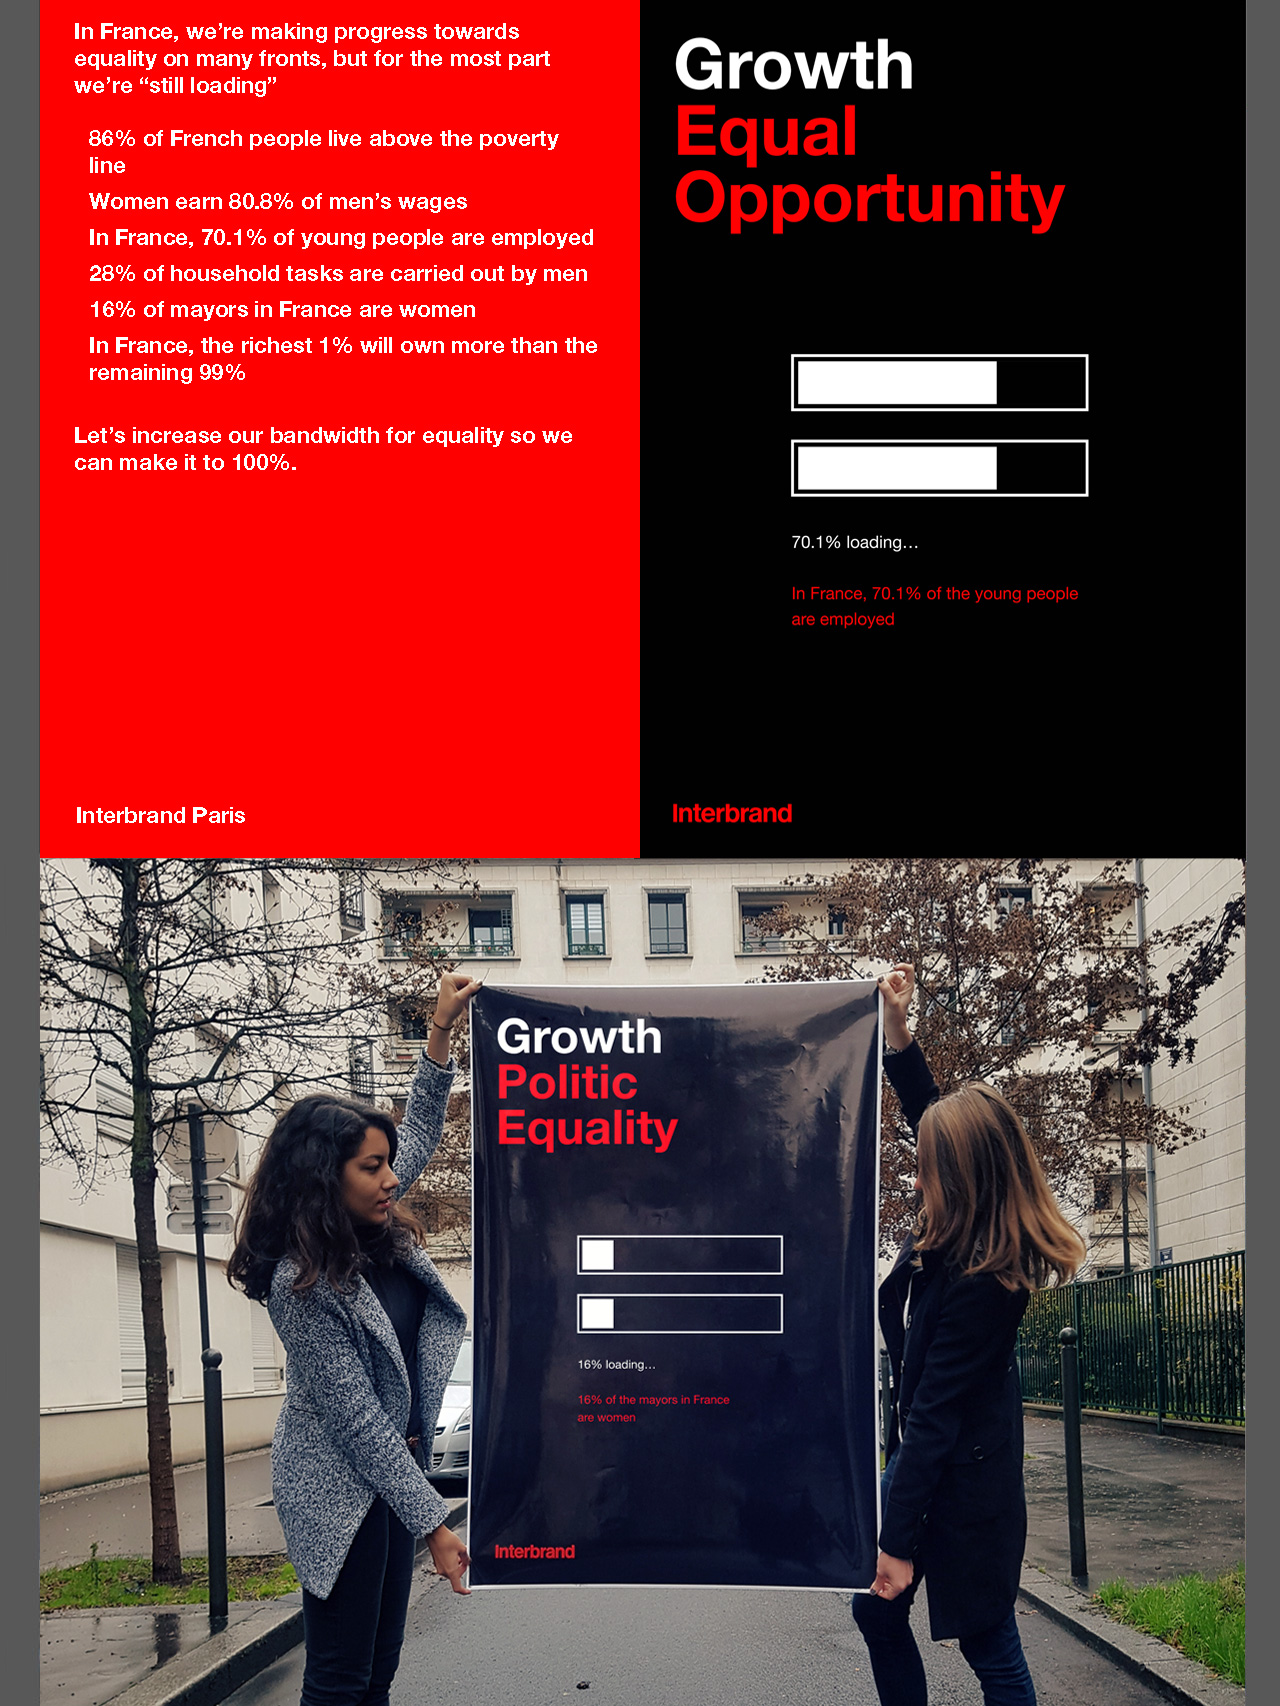 In France, we’re making progress towards
equality on many fronts, but for the most part
we’re “still loading”
86% of French people live above the poverty
line
Women earn 80.8% of men’s wages
In France, 70.1% of young people are employed
28% of household tasks are carried out by men
16% of mayors in France are women
In France, the richest 1% will own more than the
remaining 99%
Let’s increase our bandwidth for equality so we
can make it to 100%.
Interbrand Paris
Growth
Equal
Opportunity
70.1% loading…
In France, 70.1% of the young people
are employed
Interbrand
Growth
Politic
Equality
16% loading…
16% of the mayors in France
are women
Interbrand